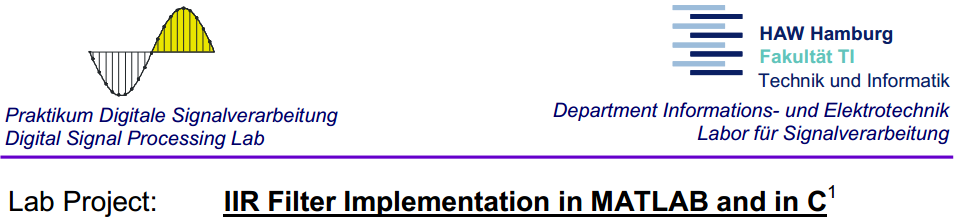 HAW Hamburg
Fakultät TI
Technik und Informatik
Praktikum Digitale Signalverarbeitung
Digital Signal Processing Lab
Department Informations- und Elektrotechnik
Labor für Signalverarbeitung
Lab Project: IIR Filter Implementation in MATLAB and in C¹